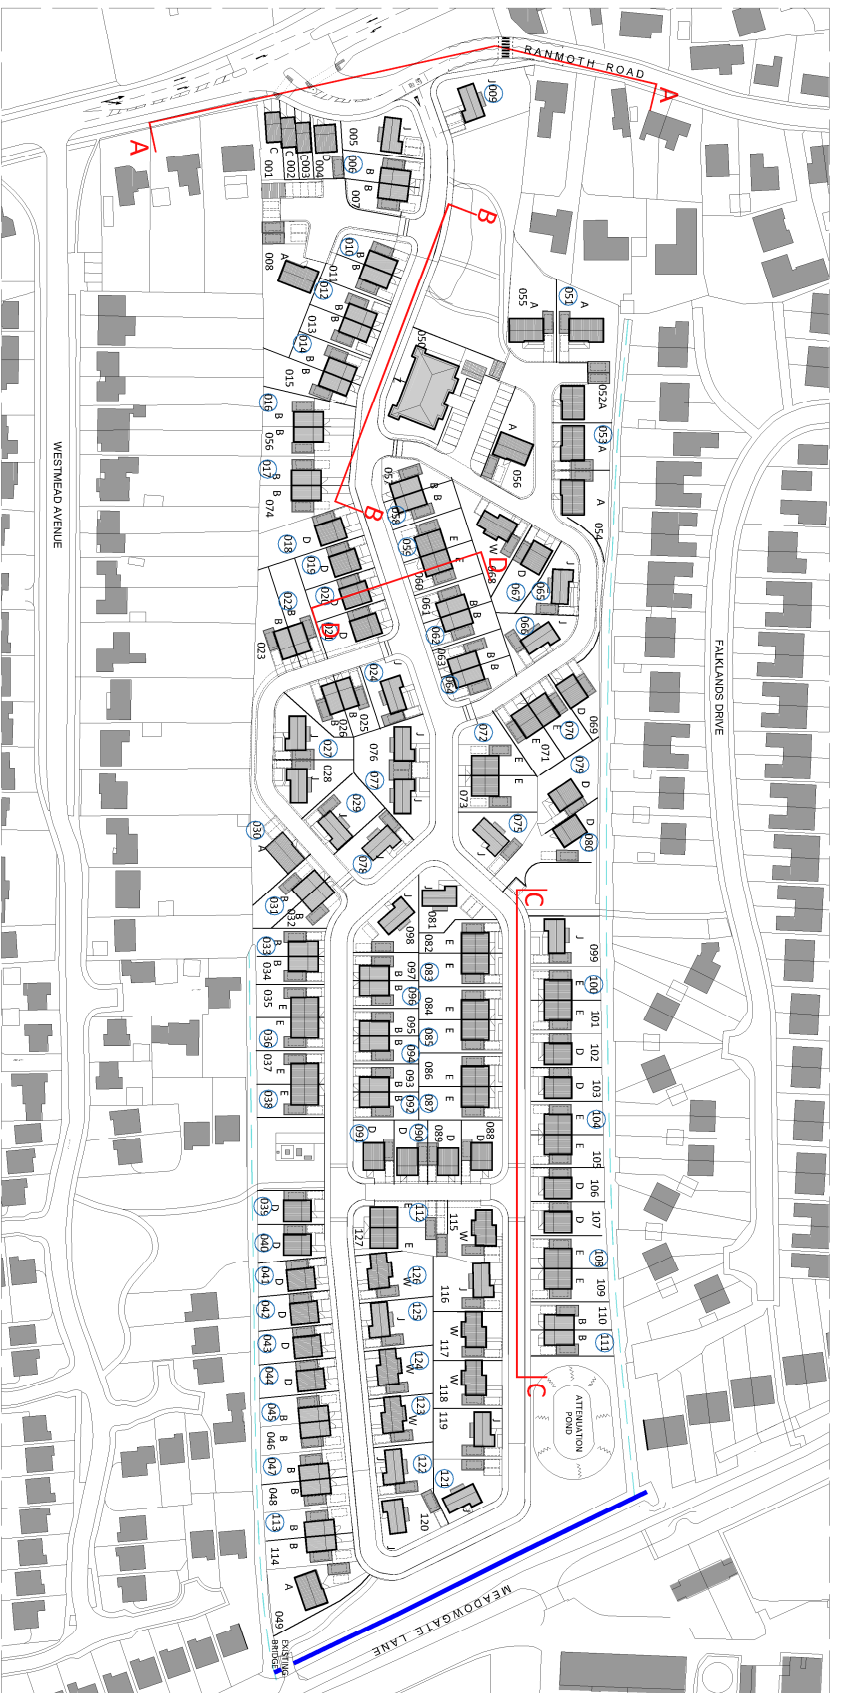 RANMOTH ROAD
A
A
009
J
005
J
006
B
B
007
C
001
C
002
C
003
D
004
B
010
B
B
008
A
011
012
B
B
013
014
B
B
015
016
B
B
056
017
B
B
074
055
A
051
A
050
J
052A
053
A
A
054
A
056
B
057
B
B
058
059
E
E
060
W
068
D
067
065
J
066
J
018
D
019
D
020
D
021
D
D
D
022
B
B
023
061
B
B
062
063
B
B
064
024
J
025
B
026
B
027
J
028
J
076
J
077
J
029
J
078
J
069
D
070
E
071
E
072
E
E
073
079
D
D
080
075
J
030
A
031
B
032
B
033
B
B
034
035
E
E
036
037
E
E
038
081
J
098
J
082
E
E
083
097
B
B
096
084
E
E
085
095
B
B
094
086
E
E
087
093
B
B
092
088
D
089
D
090
D
091
D
C
C
099
J
100
E
E
101
102
D
103
D
104
E
E
105
106
D
107
D
108
E
E
109
110
B
B
111
039
D
040
D
041
D
042
D
043
D
044
D
045
B
B
046
047
B
B
048
113
B
B
114
A
049
112
E
E
127
115
W
126
W
116
J
125
J
117
W
124
W
118
W
123
W
119
J
122
J
121
J
120
J
ATTENUATION
POND
WESTMEAD AVENUE
FALKLANDS DRIVE
MEADOWGATE LANE
EXISTING
BRIDGE